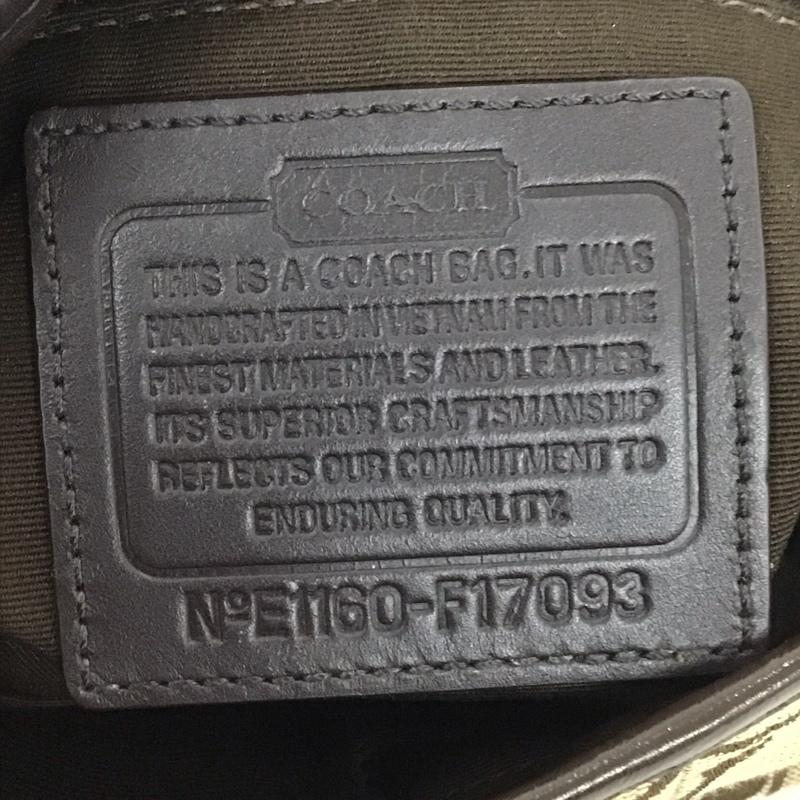 COACH
THIS IS A COACH BAG. IT WAS
HANDCRAFTED IN VIETNAM FROM THE
FINEST MATERIALS AND LEATHER.
ITS SUPERIOR CRAFTSMANSHIP
REFLECTS OUR COMMITMENT TO
ENDURING QUALITY.
NºE1160-F17093